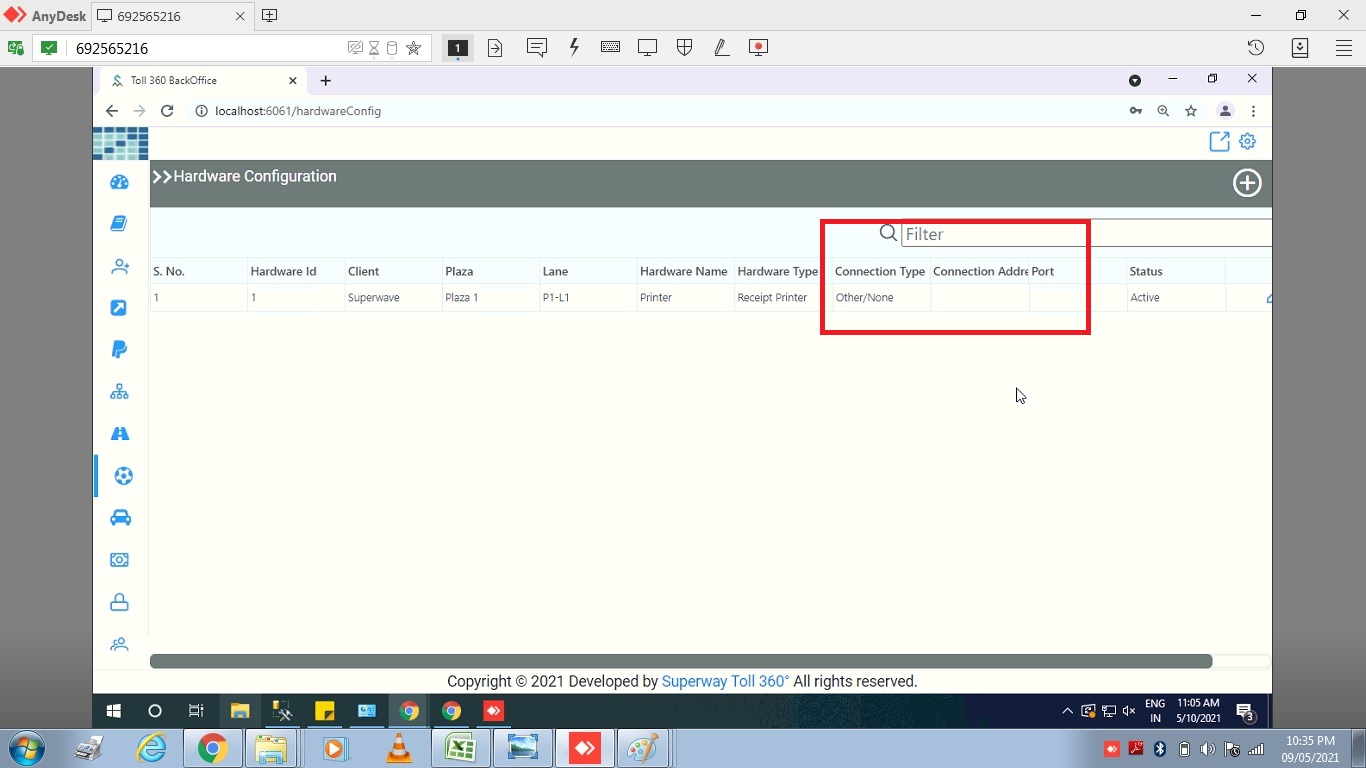 AnyDesk 692565216
692565216 1
Toll 360 BackOffice
localhost:6061/hardwareConfig
Hardware Configuration
Filter
S. No. Hardware Id Client Plaza Lane Hardware Name Hardware Type Connection Type Connection Addre Port Status
1 1 Superwave Plaza 1 P1-L1 Printer Receipt Printer Other/None Active
Copyright © 2021 Developed by Superway Toll 360° All rights reserved.
ENG 11:05 AM
IN 5/10/2021 3
10:35 PM
09/05/2021